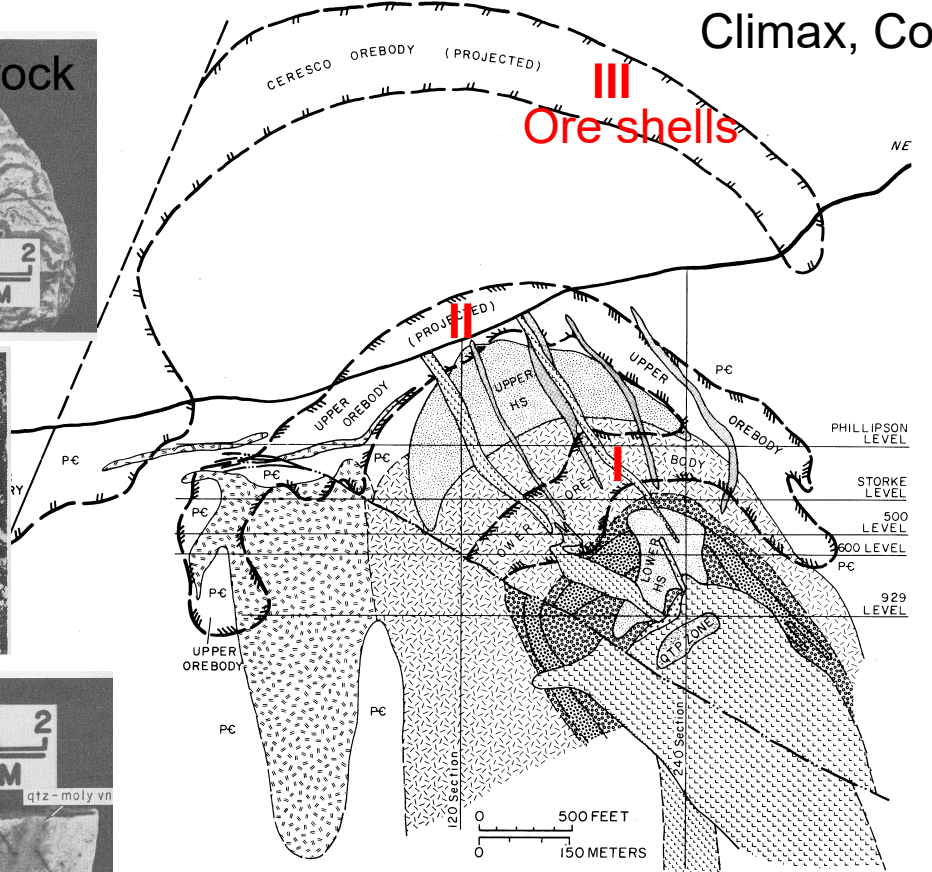 Climax, Co
ock
CERESCO OREBODY (PROJECTED)
III
Ore shells
NE
2
M
(PROJECTED)
II
UPPER OREBODY
UPPER HS
UPPER OREBODY
P€
P€
P€
P€
PHILLIPSON LEVEL
I
LOWER ORE BODY
STORKE LEVEL
RY
P€
500 LEVEL
600 LEVEL
P€
LOWER HS
P€
929 LEVEL
QTP ZONE
UPPER OREBODY
P€
P€
2
M
qtz-moly vn
120 Section
240 Section
0 500 FEET
0 150 METERS